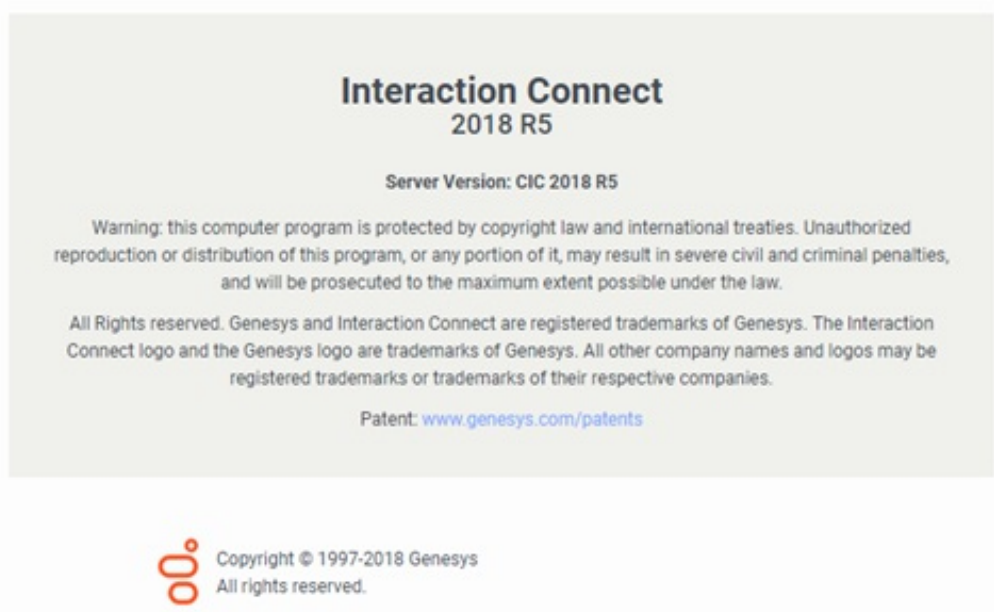 Interaction Connect
2018 R5
Server Version: CIC 2018 R5
Warning: this computer program is protected by copyright law and international treaties. Unauthorized
reproduction or distribution of this program, or any portion of it, may result in severe civil and criminal penalties,
and will be prosecuted to the maximum extent possible under the law.
All Rights reserved. Genesys and Interaction Connect are registered trademarks of Genesys. The Interaction
Connect logo and the Genesys logo are trademarks of Genesys. All other company names and logos may be
registered trademarks or trademarks of their respective companies.
Patent: www.genesys.com/patents
Copyright © 1997-2018 Genesys
All rights reserved.